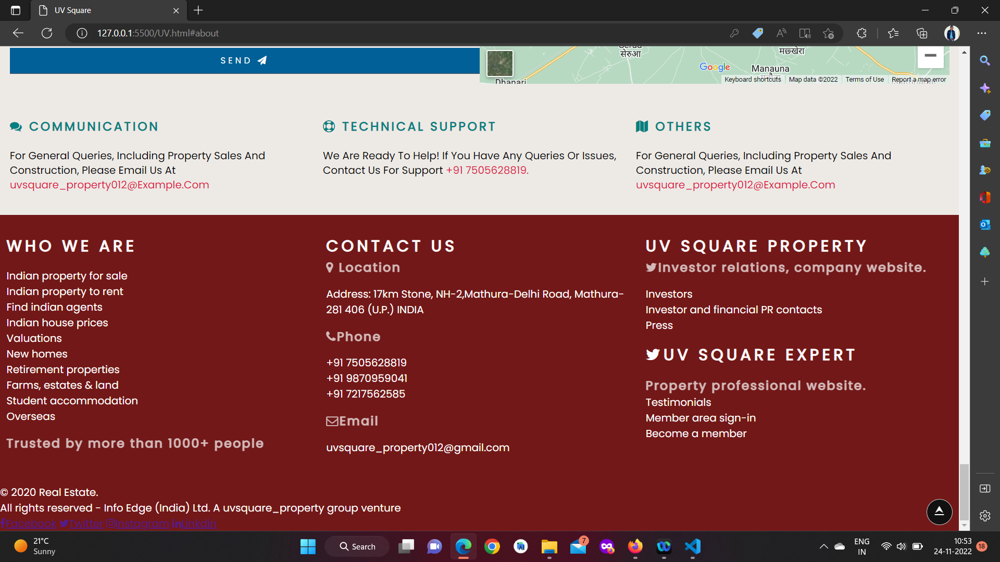 UV Square
127.0.0.1:5500/UV.html#about
SEND
सेरुआ
मछखेरा
Google
Manauna
Dhanari
Keyboard shortcuts Map data ©2022 Terms of Use Report a map error
COMMUNICATION
For General Queries, Including Property Sales And
Construction, Please Email Us At
uvsquare_property012@Example.Com
TECHNICAL SUPPORT
We Are Ready To Help! If You Have Any Queries Or Issues,
Contact Us For Support +91 7505628819.
OTHERS
For General Queries, Including Property Sales And
Construction, Please Email Us At
uvsquare_property012@Example.Com
WHO WE ARE
Indian property for sale
Indian property to rent
Find indian agents
Indian house prices
Valuations
New homes
Retirement properties
Farms, estates & land
Student accommodation
Overseas
Trusted by more than 1000+ people
CONTACT US
Location
Address: 17km Stone, NH-2,Mathura-Delhi Road, Mathura-
281 406 (U.P.) INDIA
Phone
+91 7505628819
+91 9870959041
+91 7217562585
Email
uvsquare_property012@gmail.com
UV SQUARE PROPERTY
Investor relations, company website.
Investors
Investor and financial PR contacts
Press
UV SQUARE EXPERT
Property professional website.
Testimonials
Member area sign-in
Become a member
© 2020 Real Estate.
All rights reserved - Info Edge (India) Ltd. A uvsquare_property group venture
Facebook Twitter Instagram Linkdin
21°C
Sunny
Search
7
ENG
IN
10:53
24-11-2022
18